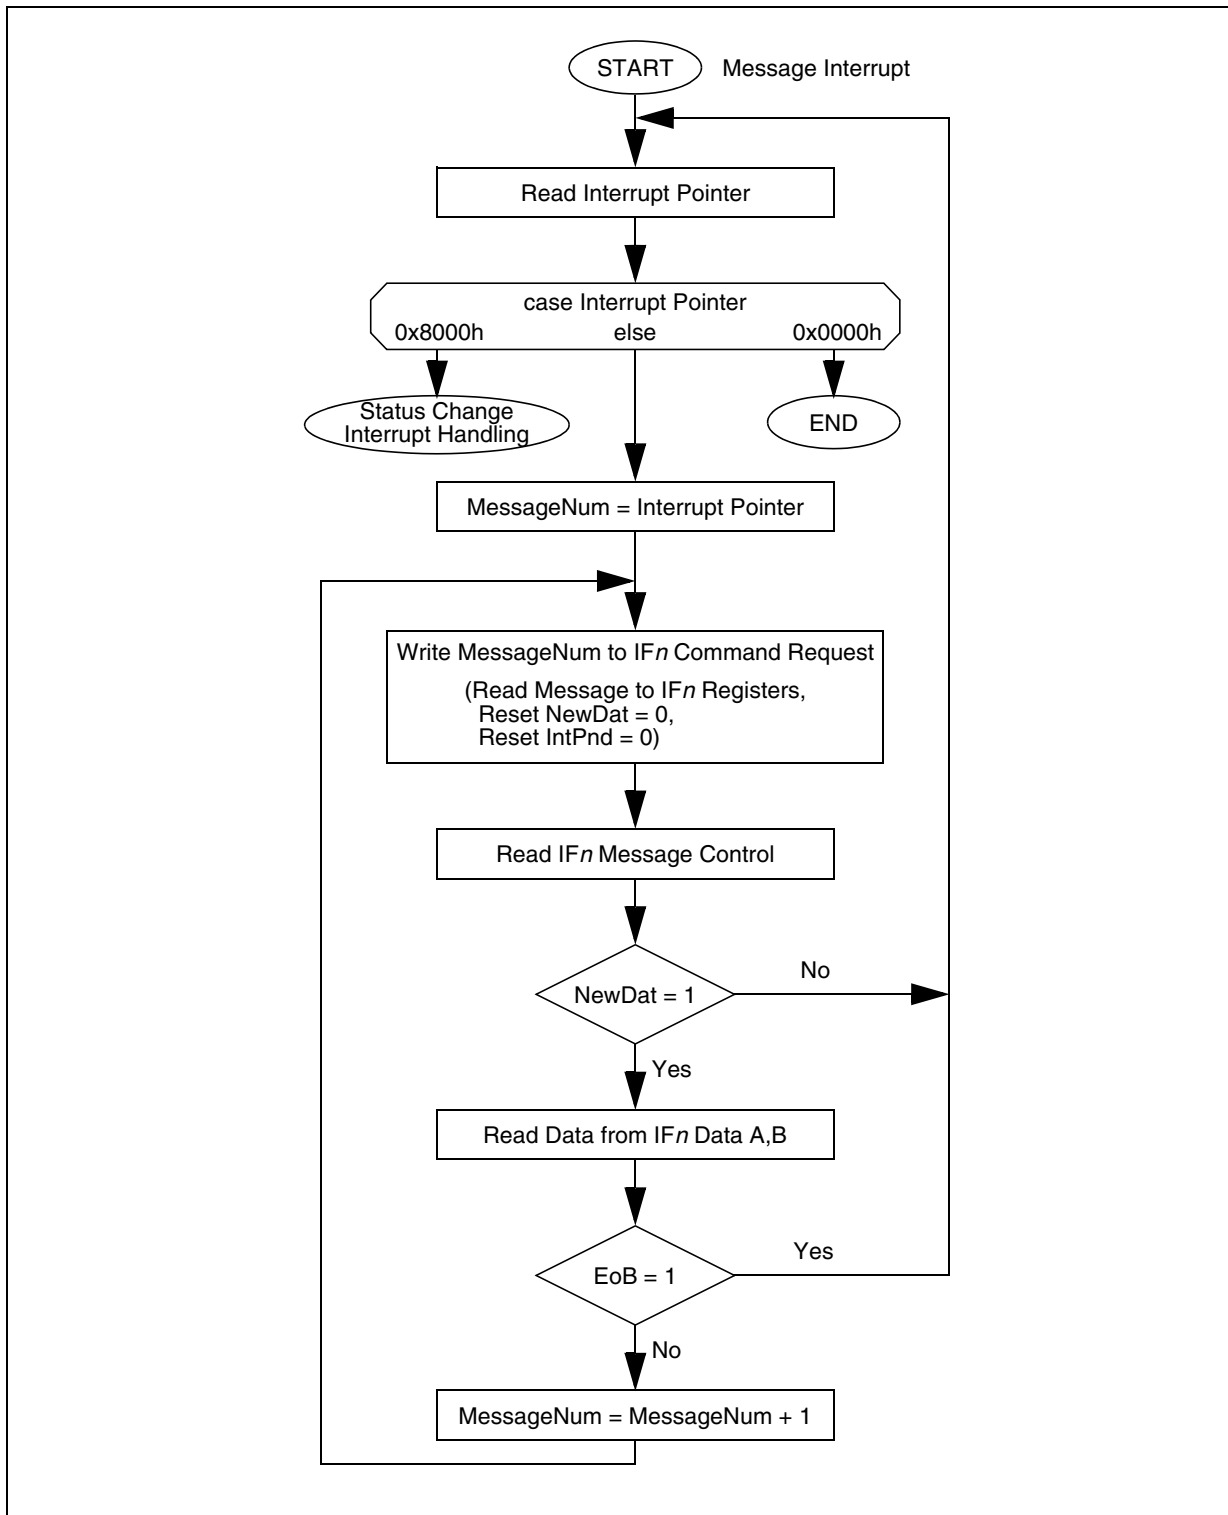 START
Message Interrupt
Read Interrupt Pointer
case Interrupt Pointer
0x8000h
else
0x0000h
Status Change
Interrupt Handling
END
MessageNum = Interrupt Pointer
Write MessageNum to IFn Command Request
(Read Message to IFn Registers,
Reset NewDat = 0,
Reset IntPnd = 0)
Read IFn Message Control
NewDat = 1
No
Yes
Read Data from IFn Data A,B
EoB = 1
Yes
No
MessageNum = MessageNum + 1